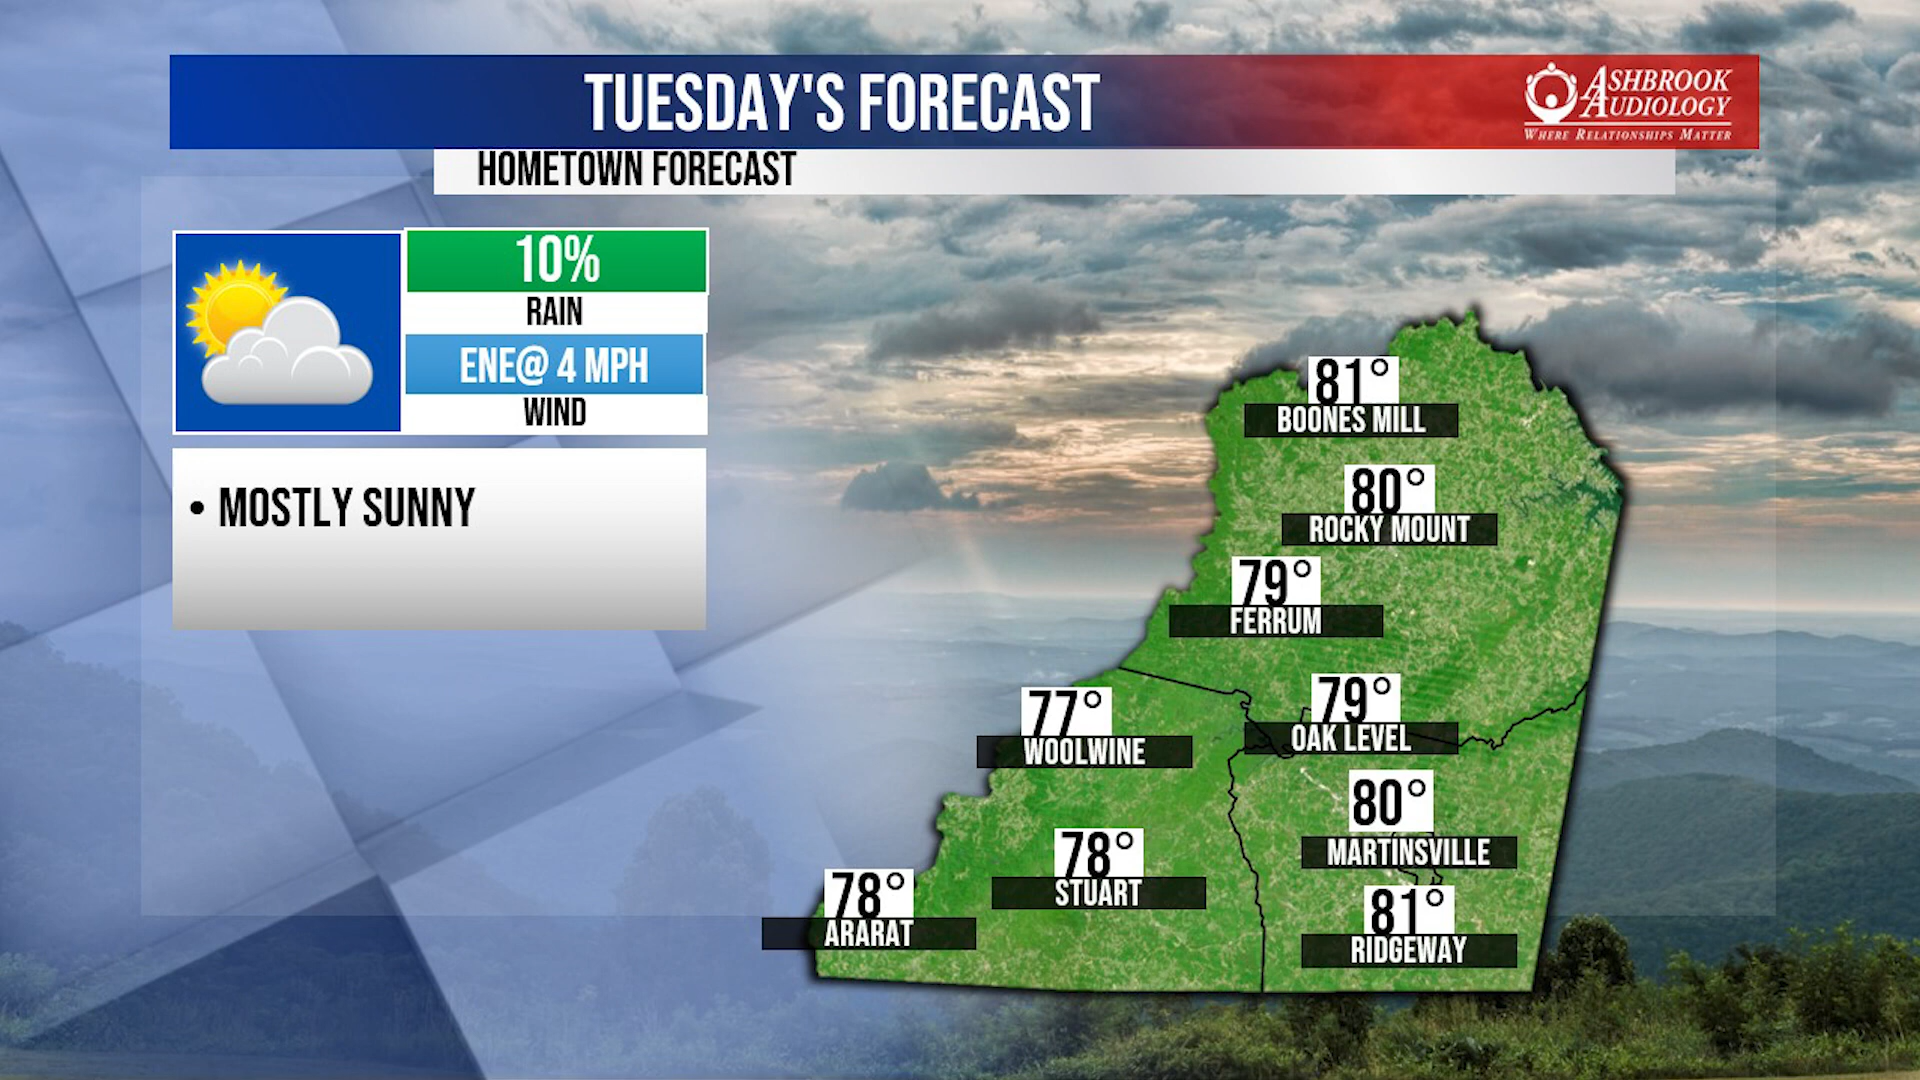 TUESDAY'S FORECAST
ASHBROOK
AUDIOLOGY
WHERE RELATIONSHIPS MATTER
HOMETOWN FORECAST
10%
RAIN
ENE@ 4 MPH
WIND
• MOSTLY SUNNY
81°
BOONES MILL
80°
ROCKY MOUNT
79°
FERRUM
79°
OAK LEVEL
77°
WOOLWINE
80°
MARTINSVILLE
78°
STUART
78°
ARARAT
81°
RIDGEWAY